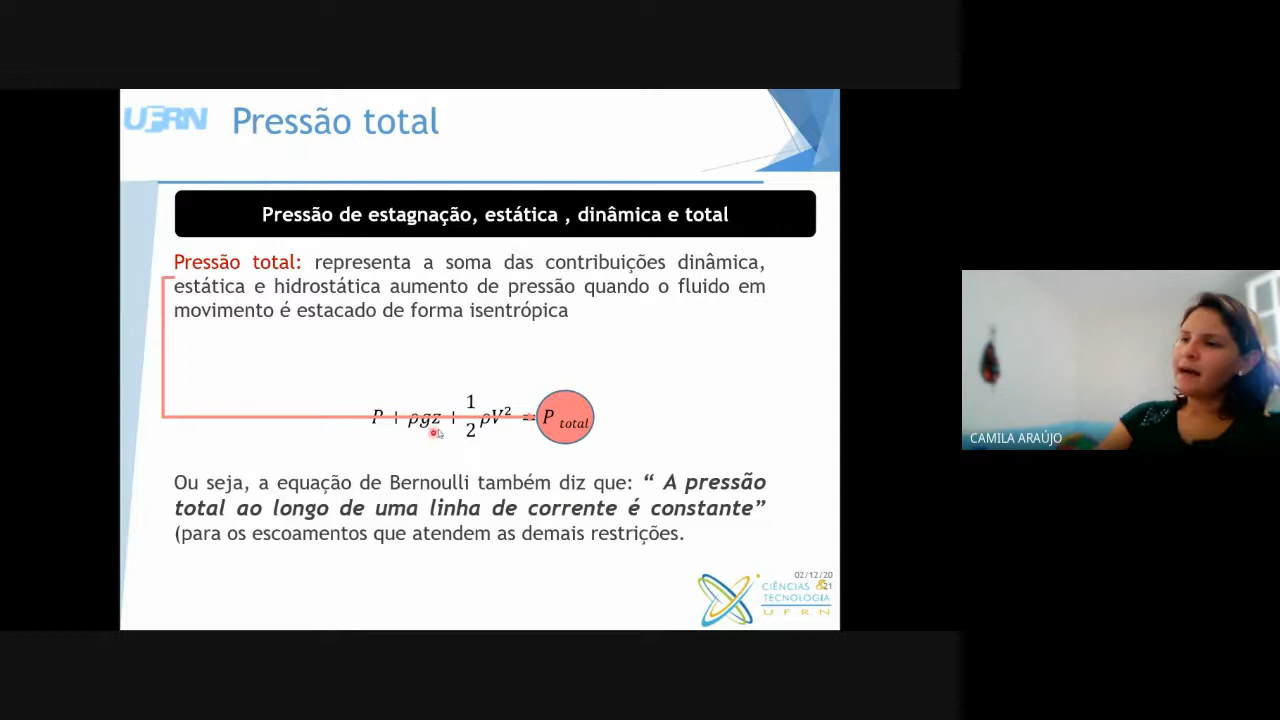 UFRN
Pressão total
Pressão de estagnação, estática , dinâmica e total
Pressão total: representa a soma das contribuições dinâmica,
estática e hidrostática aumento de pressão quando o fluido em
movimento é estacado de forma isentrópica
P + ρgz + 1/2 ρV² = P total
Ou seja, a equação de Bernoulli também diz que: “ A pressão
total ao longo de uma linha de corrente é constante”
(para os escoamentos que atendem as demais restrições.
02/12/20
21
CIÊNCIAS &
TECNOLOGIA
UFRN
CAMILA ARAÚJO